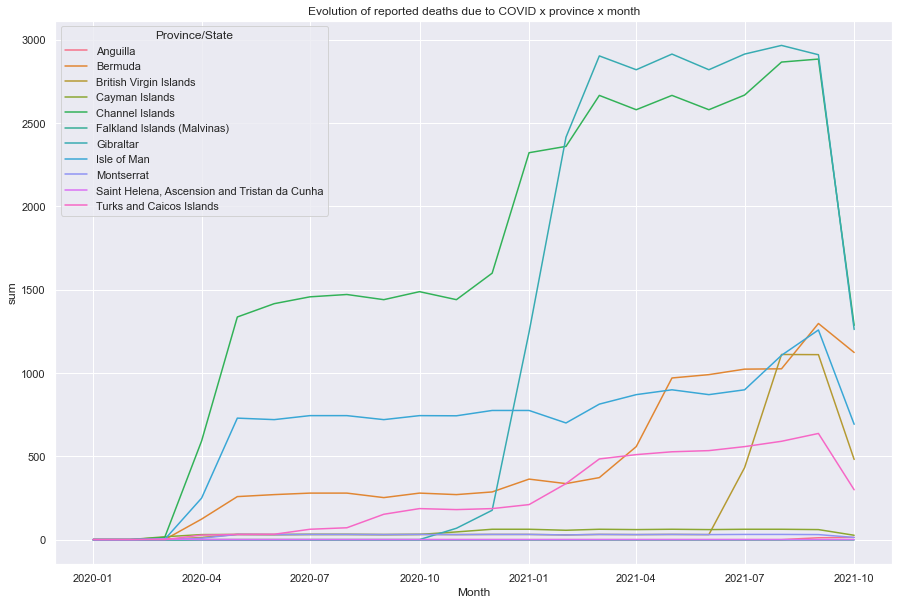 Evolution of reported deaths due to COVID x province x month
Province/State
Anguilla
Bermuda
British Virgin Islands
Cayman Islands
Channel Islands
Falkland Islands (Malvinas)
Gibraltar
Isle of Man
Montserrat
Saint Helena, Ascension and Tristan da Cunha
Turks and Caicos Islands
3000
2500
2000
1500
1000
500
0
sum
2020-01 2020-04 2020-07 2020-10 2021-01 2021-04 2021-07 2021-10
Month